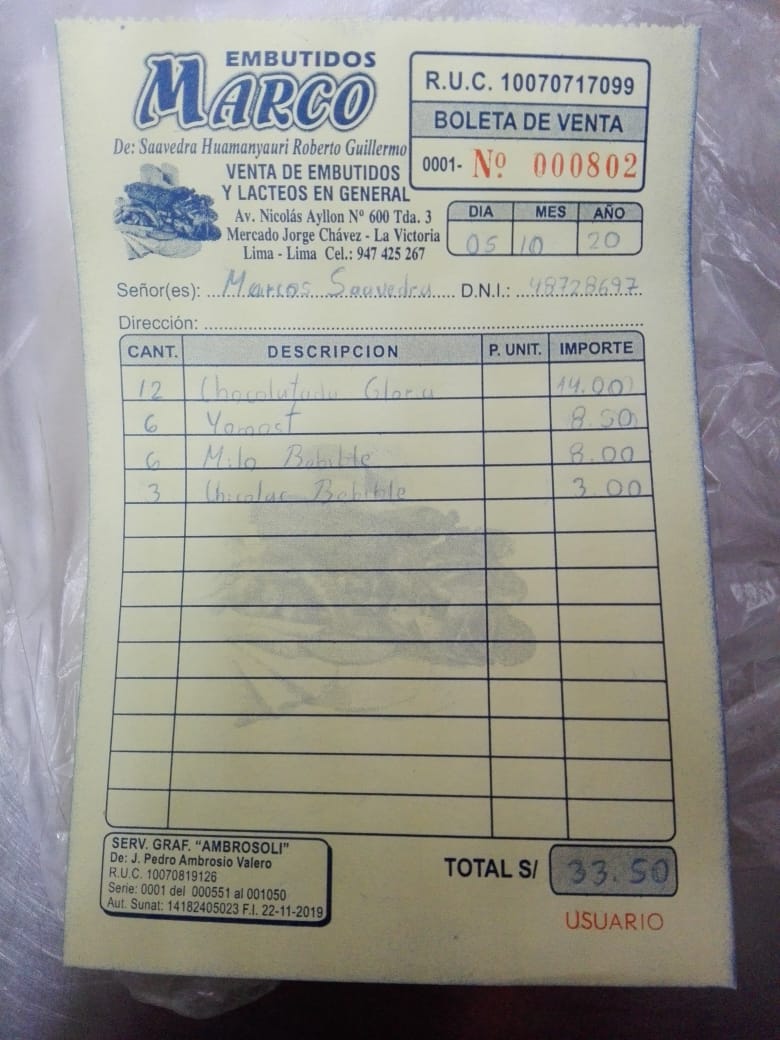 EMBUTIDOS
MARCO
De: Saavedra Huamanyauri Roberto Guillermo
VENTA DE EMBUTIDOS
Y LACTEOS EN GENERAL
Av. Nicolás Ayllon Nº 600 Tda. 3
Mercado Jorge Chávez - La Victoria
Lima - Lima Cel.: 947 425 267
R.U.C. 10070717099
BOLETA DE VENTA
0001- Nº 000802
DIA MES AÑO
05 10 20
Señor(es): Marcos Saavedra D.N.I.: 48728697
Dirección:
CANT. DESCRIPCION P. UNIT. IMPORTE
12 Chocolatada Gloria 14.00
6 Yomost 8.50
6 Milo Bebible 8.00
3 Bebible 3.00
SERV. GRAF. "AMBROSOLI"
De: J. Pedro Ambrosio Valero
R.U.C. 10070819126
Serie: 0001 del 000551 al 001050
Aut. Sunat: 14182405023 F.I. 22-11-2019
TOTAL S/ 33.50
USUARIO